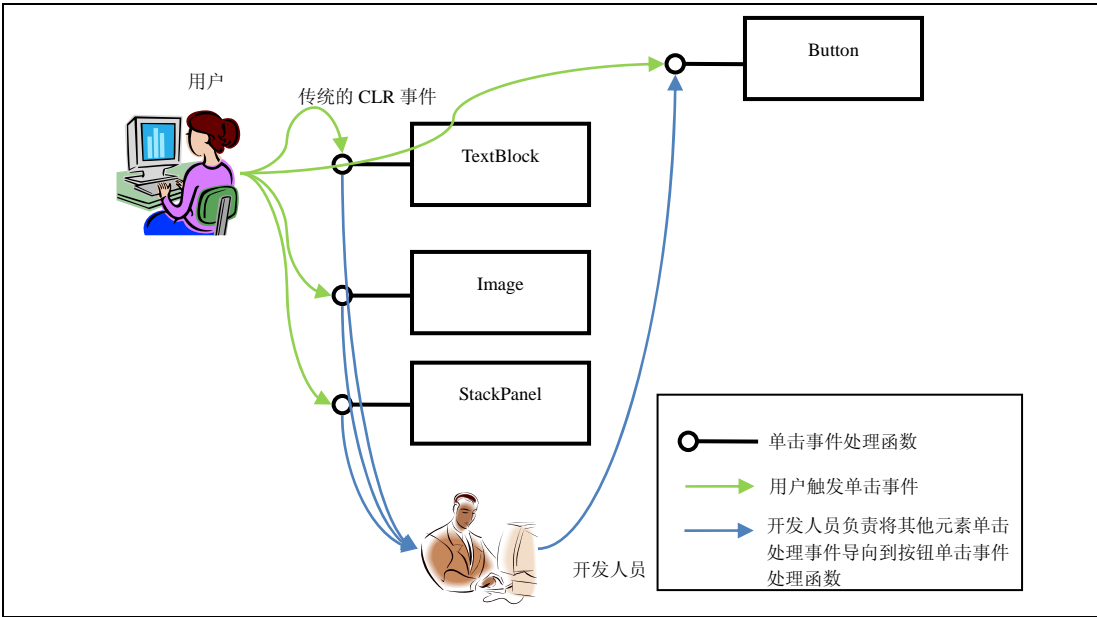 Button
用户
传统的 CLR 事件
TextBlock
Image
StackPanel
单击事件处理函数
用户触发单击事件
开发人员负责将其他元素单击
处理事件导向到按钮单击事件
处理函数
开发人员